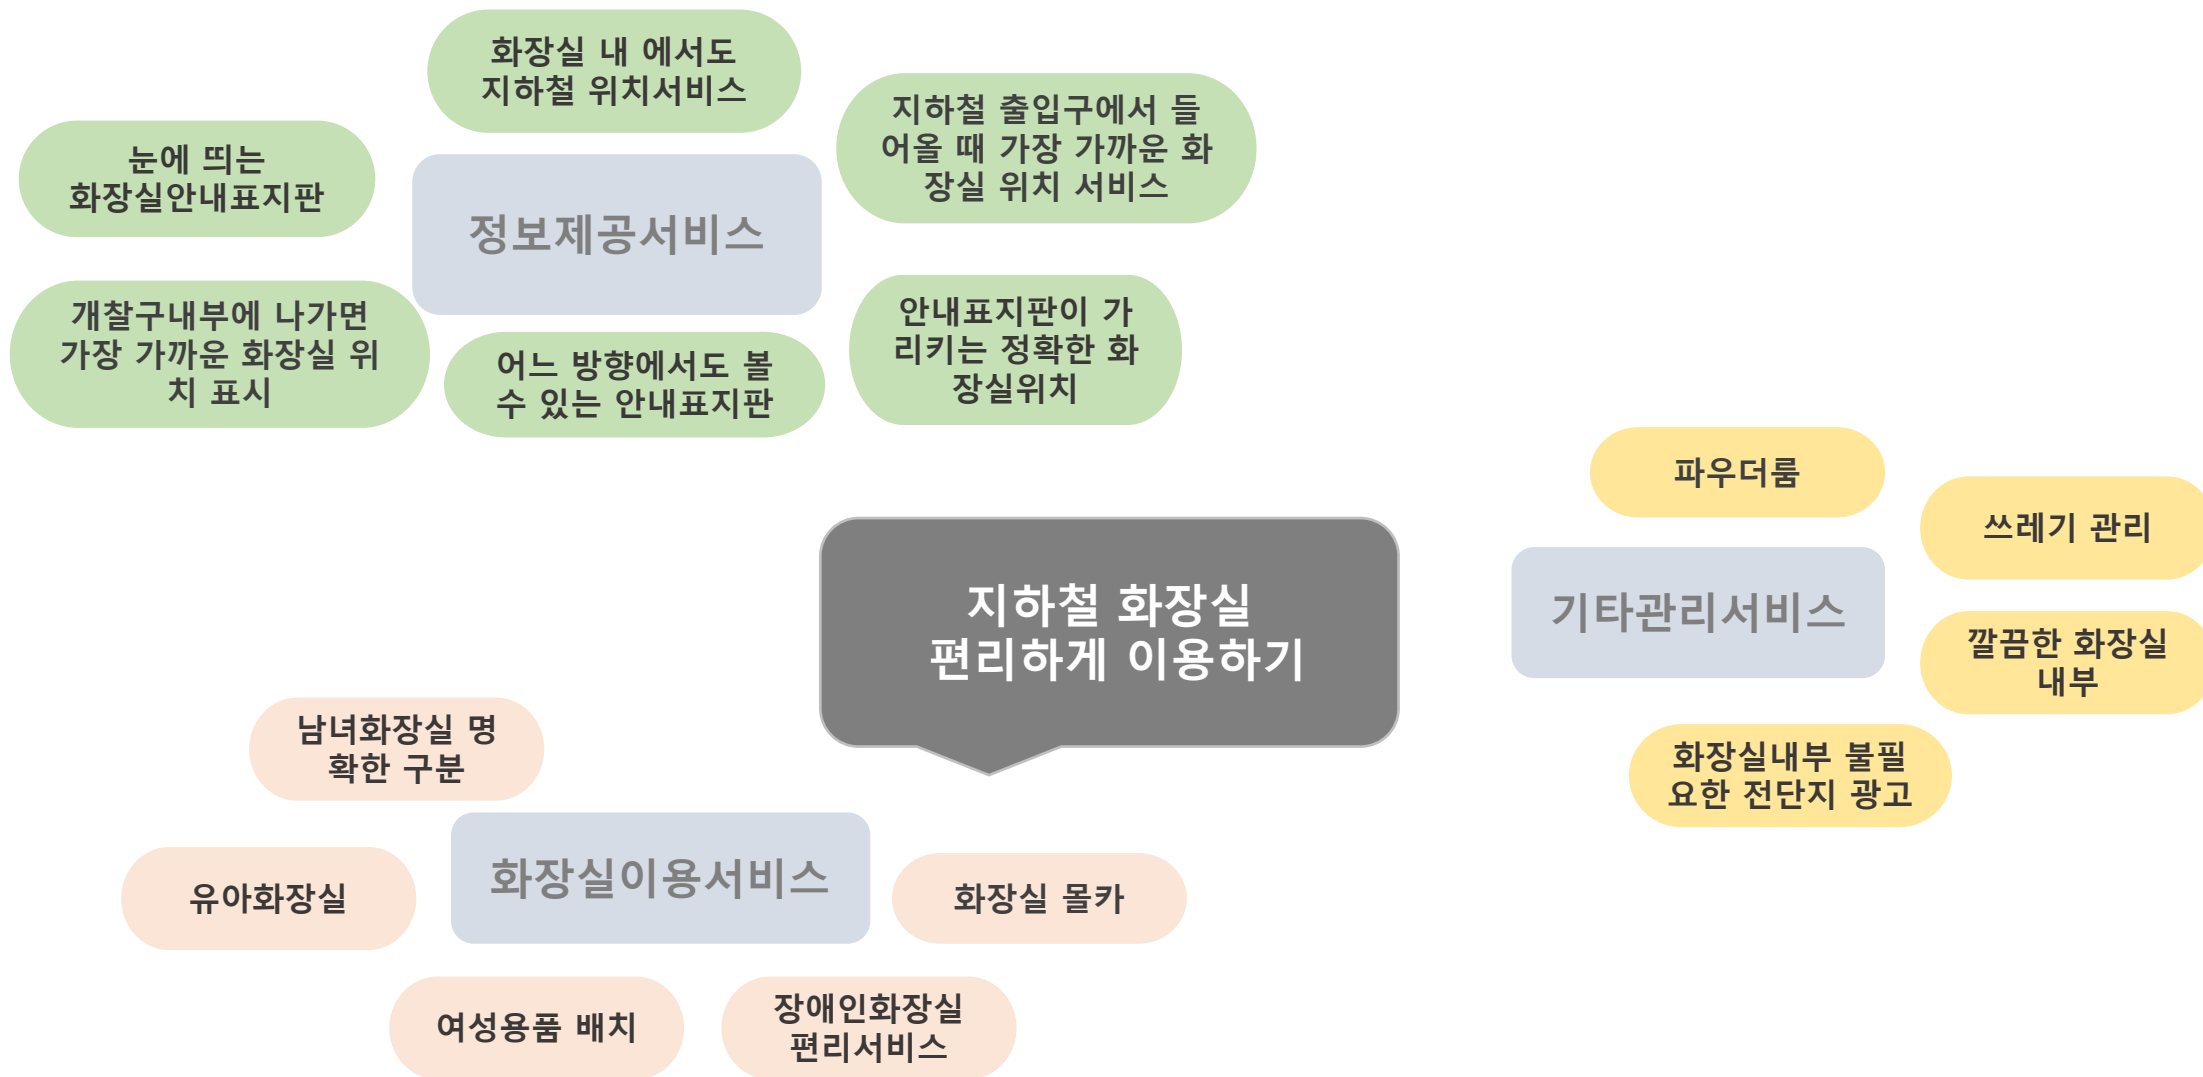 화장실 내 에서도
지하철 위치서비스
지하철 출입구에서 들
어올 때 가장 가까운 화
장실 위치 서비스
눈에 띄는
화장실안내표지판
정보제공서비스
개찰구내부에 나가면
가장 가까운 화장실 위
치 표시
어느 방향에서도 볼
수 있는 안내표지판
안내표지판이 가
리키는 정확한 화
장실위치
파우더룸
쓰레기 관리
기타관리서비스
깔끔한 화장실
내부
화장실내부 불필
요한 전단지 광고
지하철 화장실
편리하게 이용하기
남녀화장실 명
확한 구분
유아화장실
화장실이용서비스
화장실 몰카
여성용품 배치
장애인화장실
편리서비스